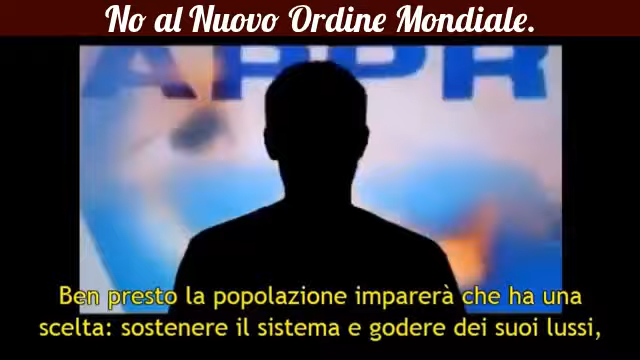 No al Nuovo Ordine Mondiale.
APPR
Ben presto la popolazione imparerà che ha una
scelta: sostenere il sistema e godere dei suoi lussi,